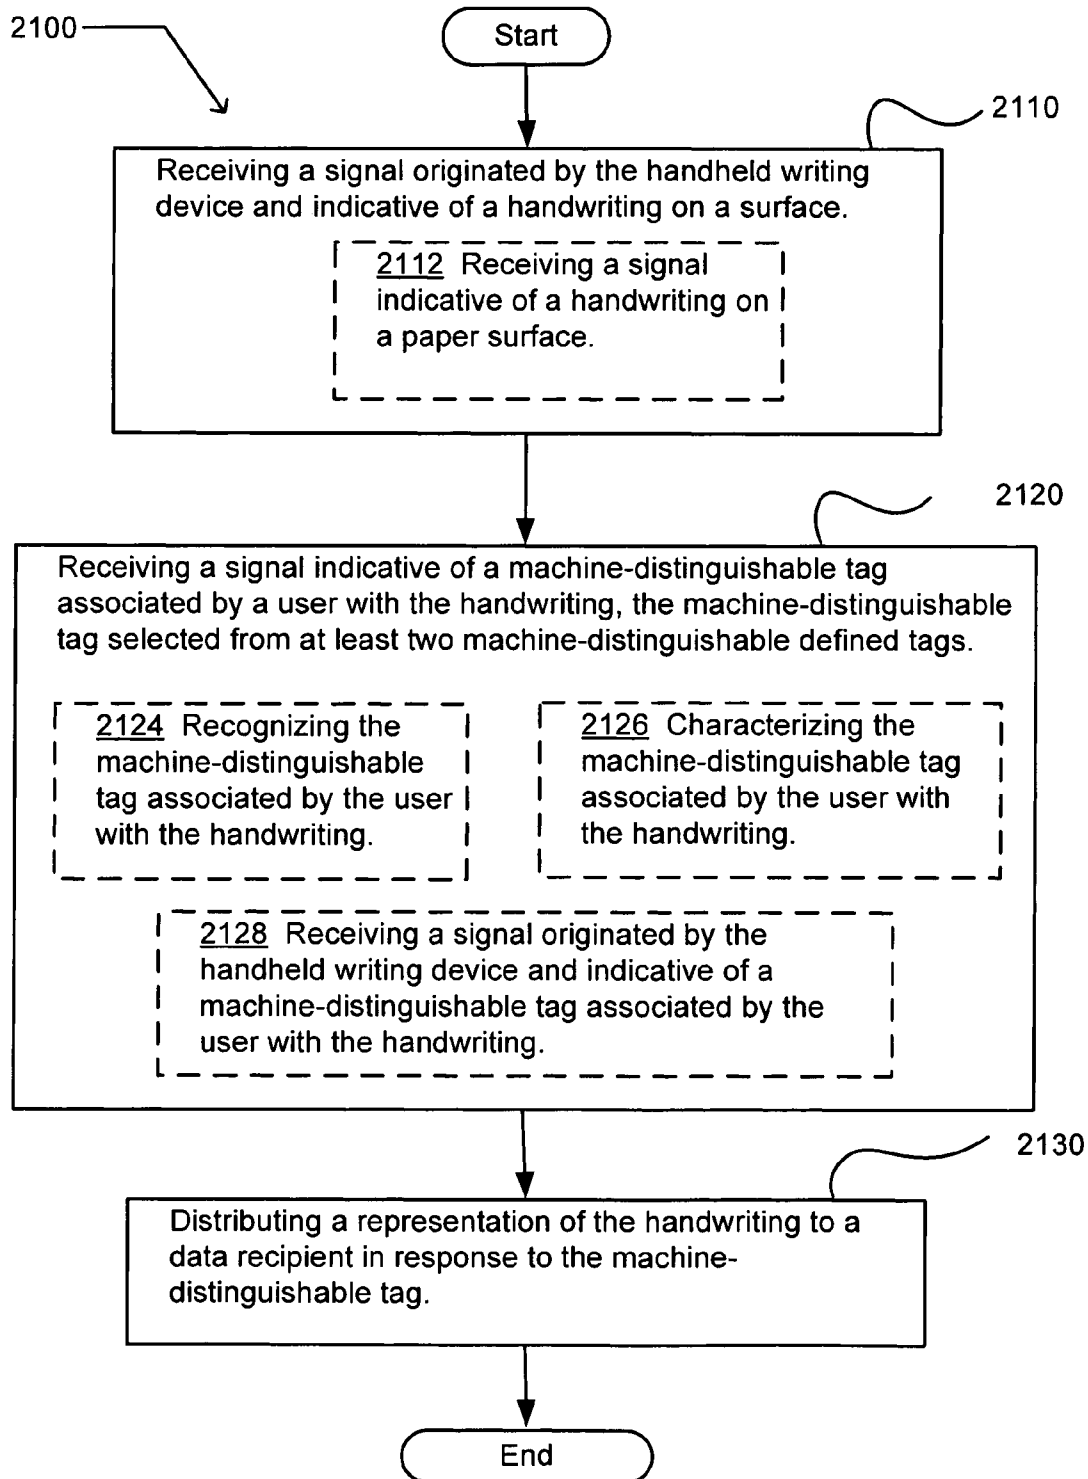 2100
Start
2110
Receiving a signal originated by the handheld writing
device and indicative of a handwriting on a surface.
2112 Receiving a signal
indicative of a handwriting on
a paper surface.
2120
Receiving a signal indicative of a machine-distinguishable tag
associated by a user with the handwriting, the machine-distinguishable
tag selected from at least two machine-distinguishable defined tags.
2124 Recognizing the
machine-distinguishable
tag associated by the user
with the handwriting.
2126 Characterizing the
machine-distinguishable tag
associated by the user with
the handwriting.
2128 Receiving a signal originated by the
handheld writing device and indicative of a
machine-distinguishable tag associated by the
user with the handwriting.
2130
Distributing a representation of the handwriting to a
data recipient in response to the machine-
distinguishable tag.
End